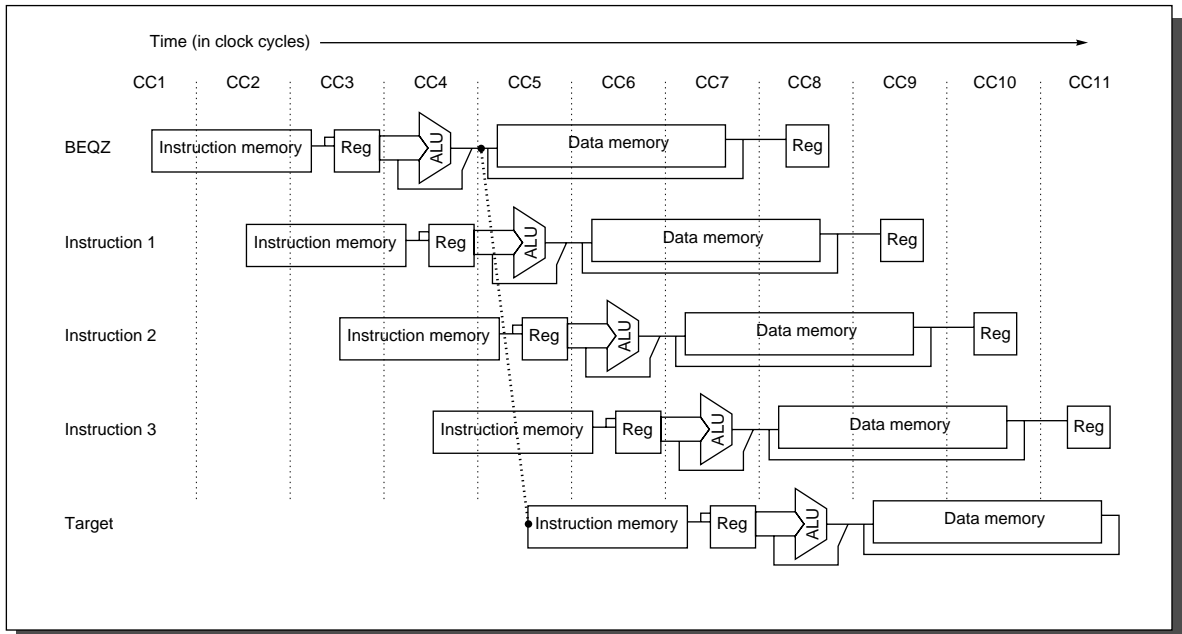 Time (in clock cycles)
CC1 CC2 CC3 CC4 CC5 CC6 CC7 CC8 CC9 CC10 CC11
BEQZ Instruction memory Reg ALU Data memory Reg
Instruction 1 Instruction memory Reg ALU Data memory Reg
Instruction 2 Instruction memory Reg ALU Data memory Reg
Instruction 3 Instruction memory Reg ALU Data memory Reg
Target Instruction memory Reg ALU Data memory